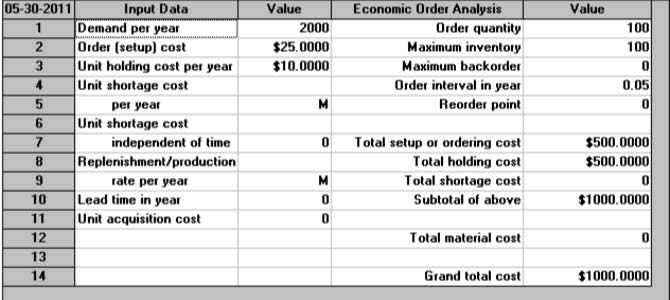 05-30-2011 Input Data Value Economic Order Analysis Value
1 Demand per year 2000 Order quantity 100
2 Order (setup) cost $25.0000 Maximum inventory 100
3 Unit holding cost per year $10.0000 Maximum backorder 0
4 Unit shortage cost Order interval in year 0.05
5 per year M Reorder point 0
6 Unit shortage cost
7 independent of time 0 Total setup or ordering cost $500.0000
8 Replenishment/production Total holding cost $500.0000
9 rate per year M Total shortage cost 0
10 Lead time in year 0 Subtotal of above $1000.0000
11 Unit acquisition cost 0
12 Total material cost 0
13
14 Grand total cost $1000.0000